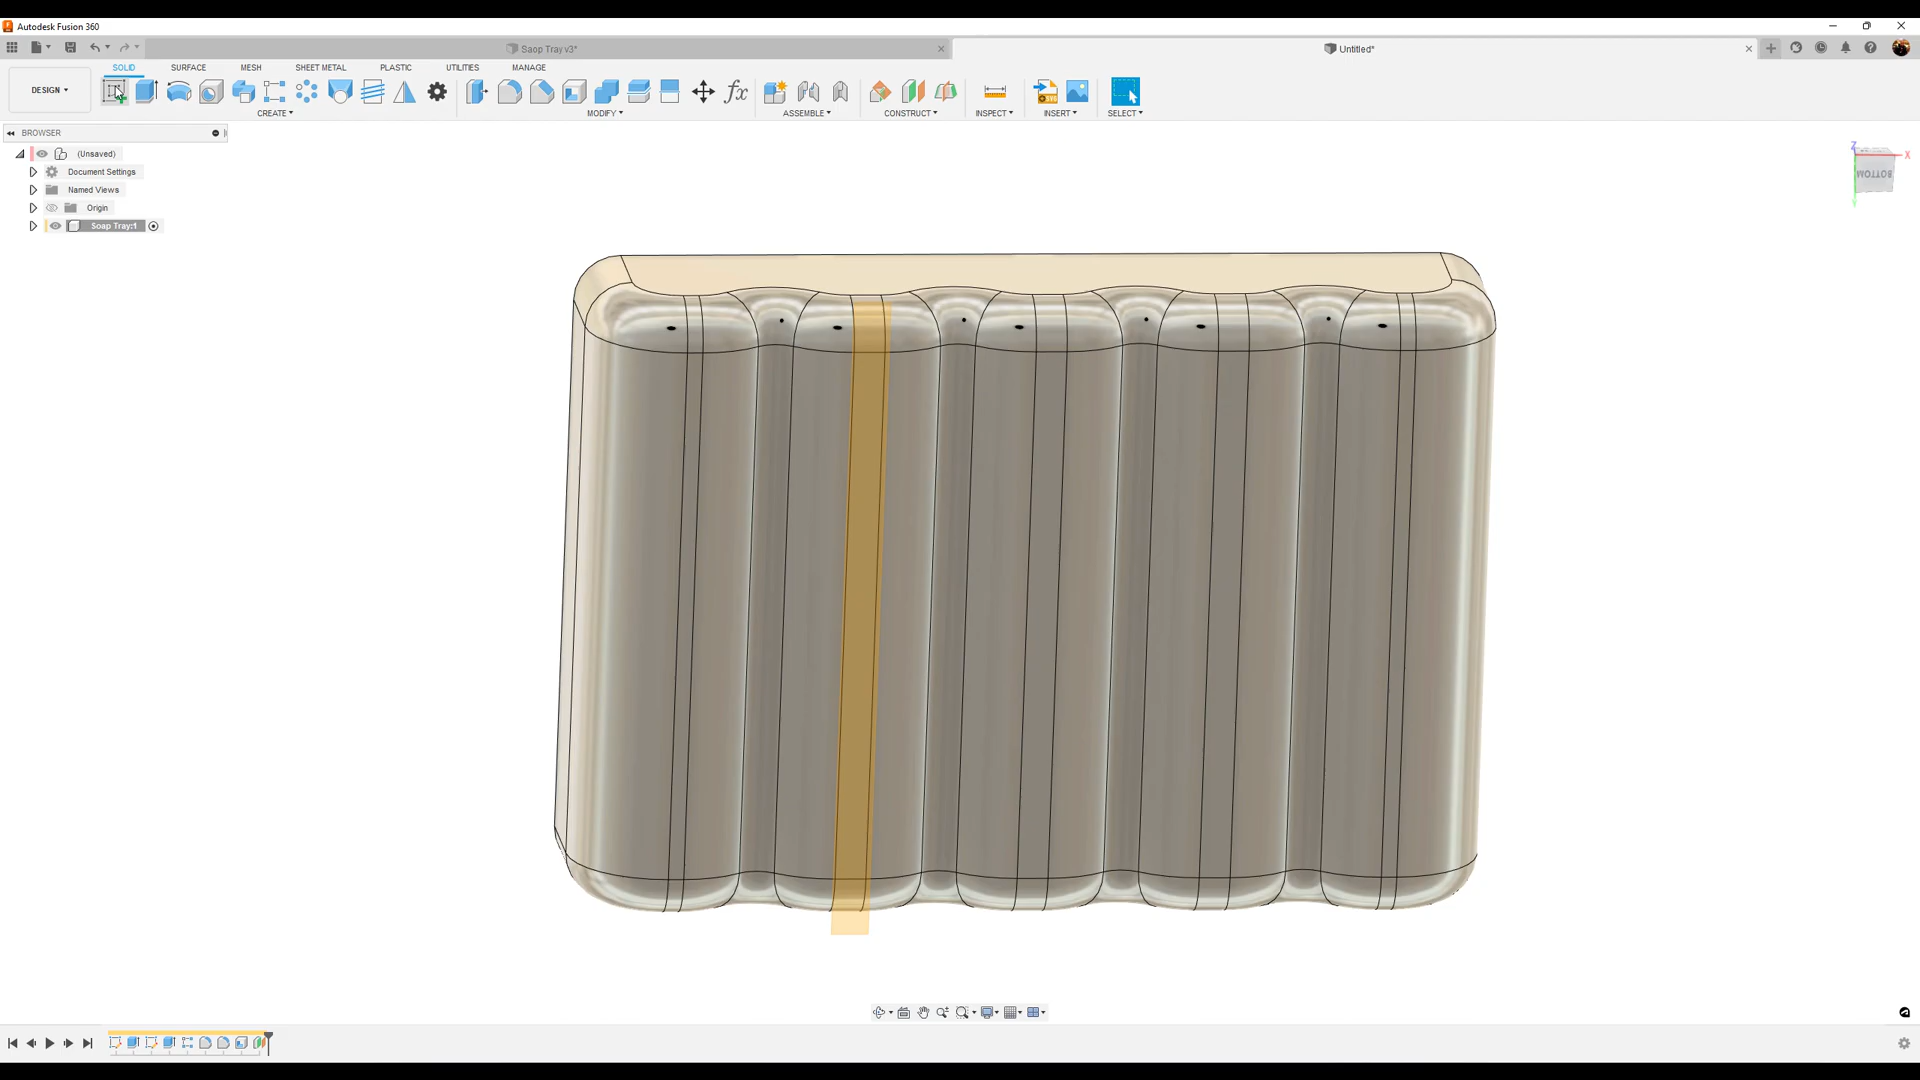 Autodesk Fusion 360
Saop Tray v3*
Untitled*
SOLID SURFACE MESH SHEET METAL PLASTIC UTILITIES MANAGE
DESIGN
CREATE MODIFY ASSEMBLE CONSTRUCT INSPECT INSERT SELECT
BROWSER
(Unsaved)
Document Settings
Named Views
Origin
Soap Tray:1
Z
X
BOTTOM
Y